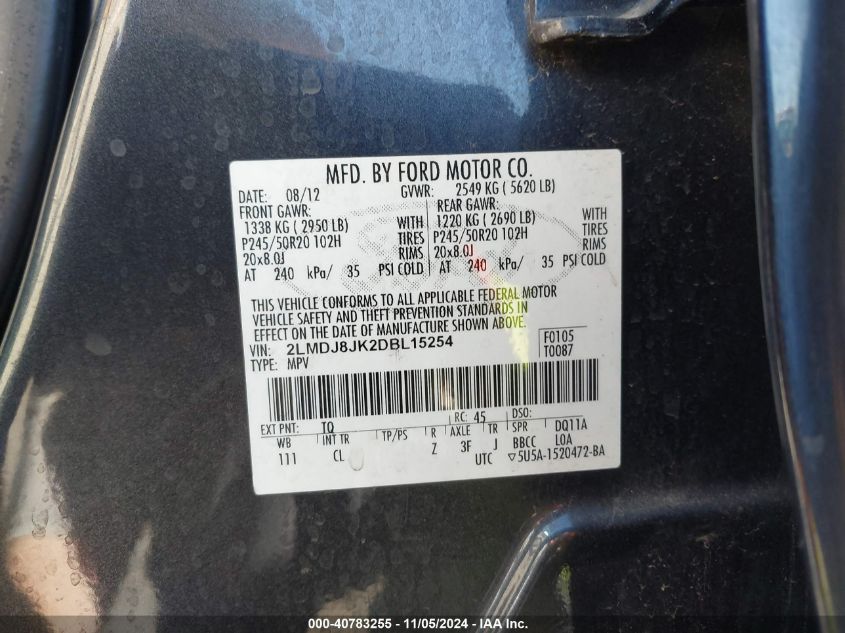 MFD. BY FORD MOTOR CO.
DATE: 08/12 GVWR: 2549 KG ( 5620 LB)
FRONT GAWR: REAR GAWR:
1338 KG ( 2950 LB) WITH 1220 KG ( 2690 LB) WITH
P245/50R20 102H TIRES P245/50R20 102H TIRES
20x8.0J RIMS 20x8.0J RIMS
AT 240 kPa/ 35 PSI COLD AT 240 kPa/ 35 PSI COLD
THIS VEHICLE CONFORMS TO ALL APPLICABLE FEDERAL MOTOR
VEHICLE SAFETY AND THEFT PREVENTION STANDARDS IN
EFFECT ON THE DATE OF MANUFACTURE SHOWN ABOVE.
VIN: 2LMDJ8JK2DBL15254 F0105
TYPE: MPV T0087
EXT PNT: TQ RC: 45 DSO:
WB INT TR TP/PS R AXLE TR SPR DQ11A
111 CL Z 3F J BBCC LOA
UTC ▽5U5A-1520472-BA
000-40783255 - 11/05/2024 - IAA Inc.